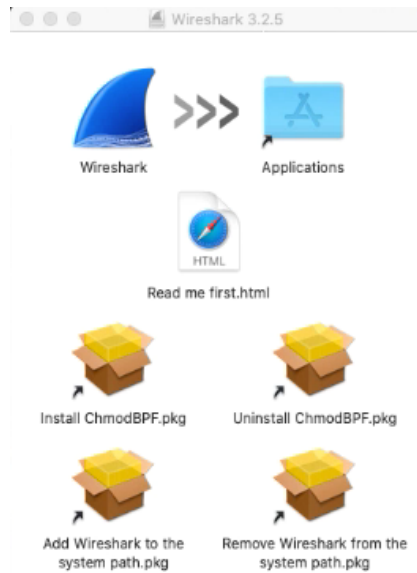 Wireshark 3.2.5
Wireshark
Applications
HTML
Read me first.html
Install ChmodBPF.pkg
Uninstall ChmodBPF.pkg
Add Wireshark to the
system path.pkg
Remove Wireshark from the
system path.pkg